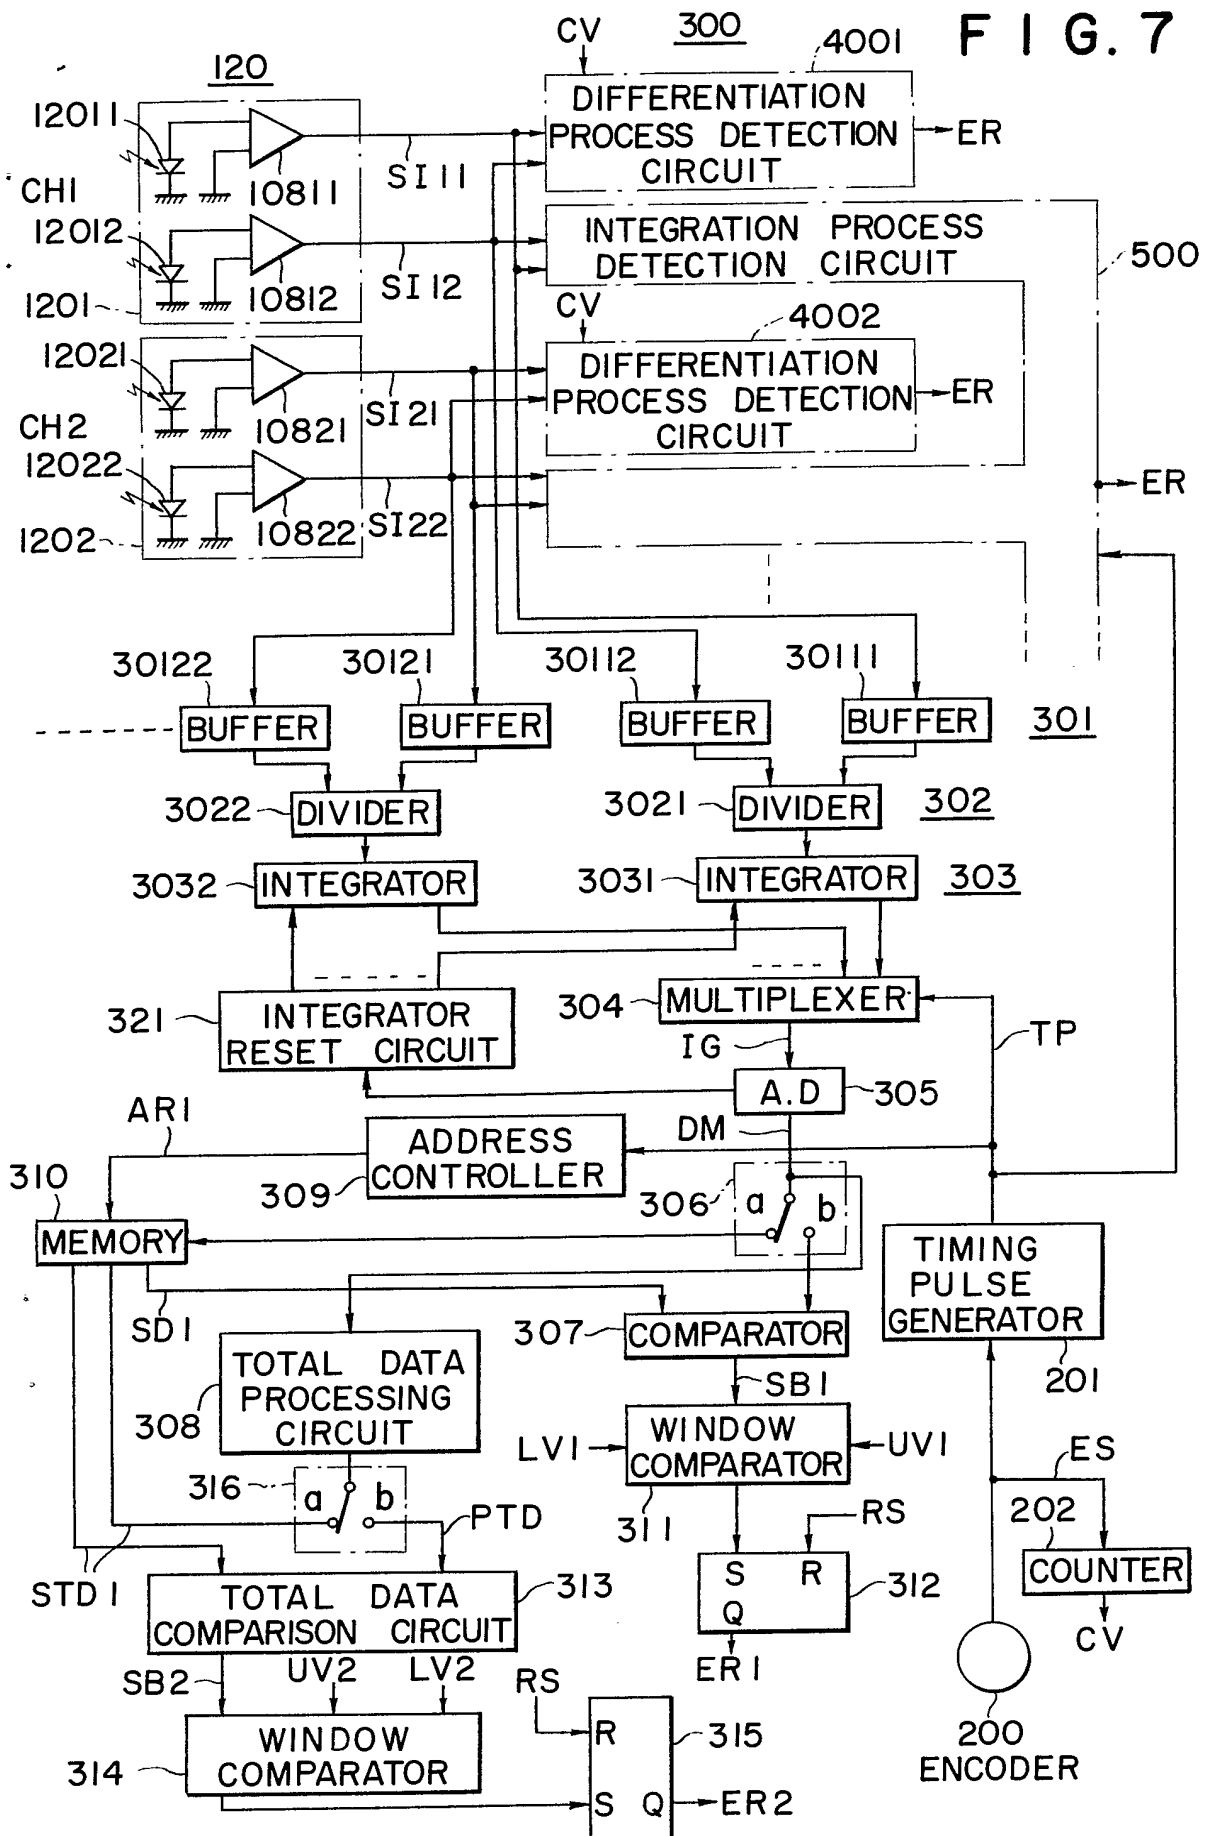 FIG. 7
300
CV
4001
120
DIFFERENTIATION
PROCESS DETECTION
CIRCUIT
ER
12011
10811
SI11
CH1
12012
10812
SI12
1201
INTEGRATION PROCESS
DETECTION CIRCUIT
500
CV
4002
12021
10821
SI21
DIFFERENTIATION
PROCESS DETECTION
CIRCUIT
ER
CH2
12022
10822
SI22
1202
ER
30122
30121
30112
30111
BUFFER
BUFFER
BUFFER
BUFFER
301
3022
DIVIDER
3021
DIVIDER
302
3032
INTEGRATOR
3031
INTEGRATOR
303
321
INTEGRATOR
RESET CIRCUIT
304
MULTIPLEXER
IG
TP
A.D
305
AR1
DM
ADDRESS
CONTROLLER
309
310
306
a
b
MEMORY
TIMING
PULSE
GENERATOR
201
SD1
307
COMPARATOR
TOTAL DATA
PROCESSING
CIRCUIT
308
SB1
LV1
WINDOW
COMPARATOR
UV1
311
ES
316
a
b
PTD
RS
202
COUNTER
CV
S R
Q
312
ER1
STD1
TOTAL DATA
COMPARISON CIRCUIT
313
SB2
UV2
LV2
RS
200
ENCODER
314
WINDOW
COMPARATOR
R
S Q
315
ER2